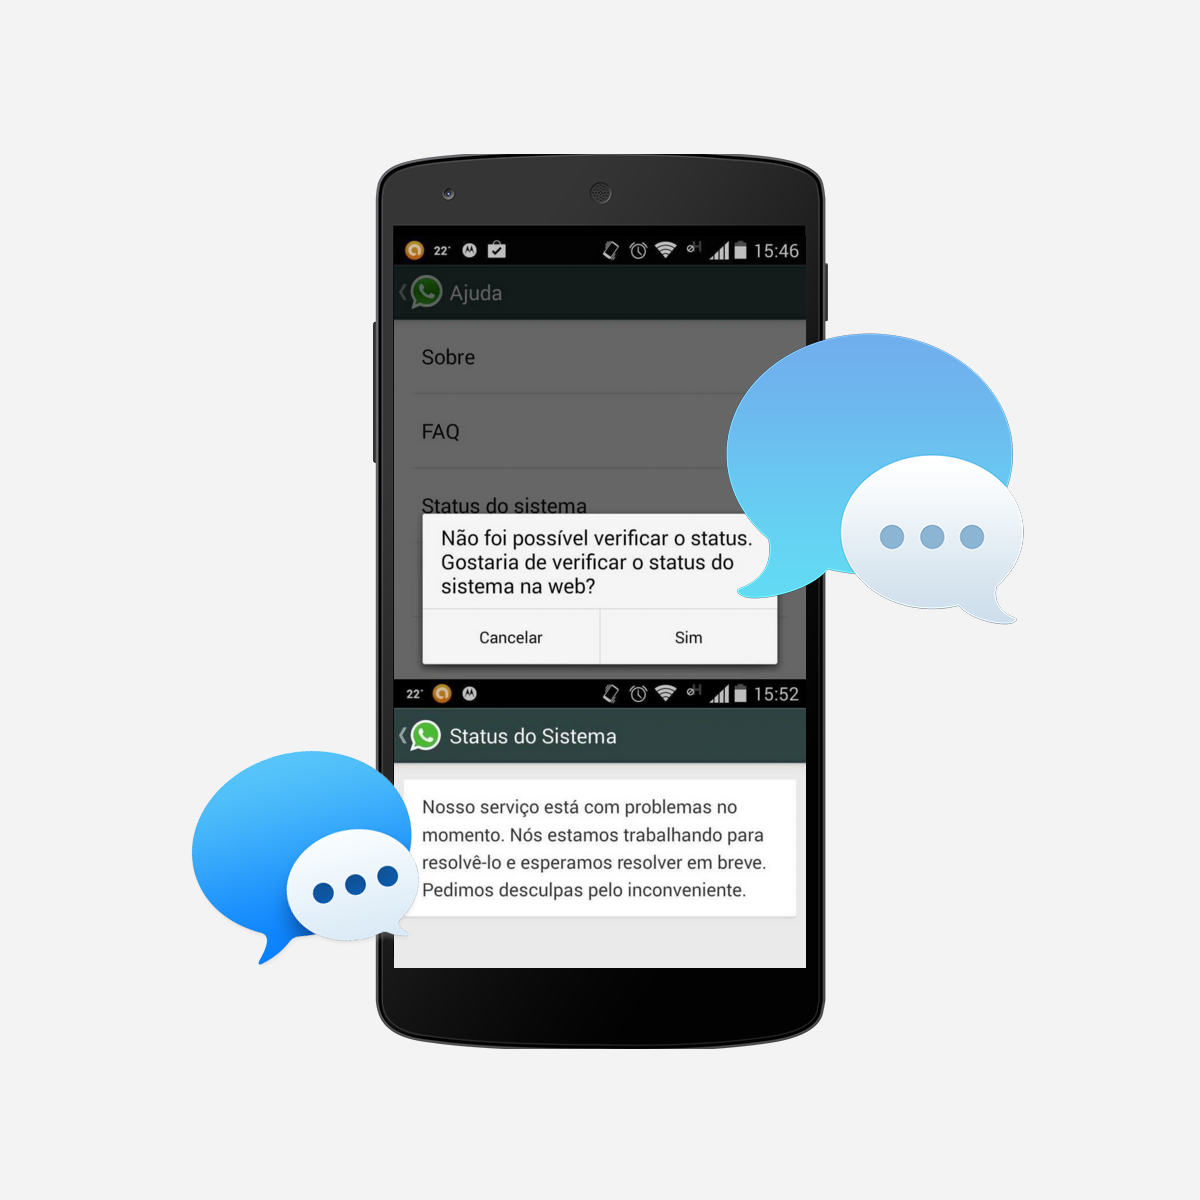 22°
15:46
Ajuda
Sobre
FAQ
Status do sistema
Não foi possível verificar o status.
Gostaria de verificar o status do
sistema na web?
Cancelar
Sim
22°
15:52
Status do Sistema
Nosso serviço está com problemas no
momento. Nós estamos trabalhando para
resolvê-lo e esperamos resolver em breve.
Pedimos desculpas pelo inconveniente.